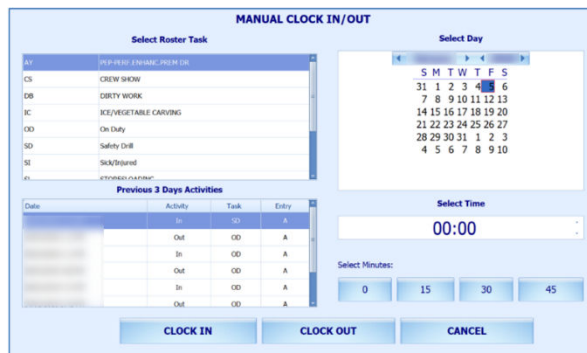 MANUAL CLOCK IN/OUT
Select Roster Task
AY PEP-PERF.ENHANC.PREM DR
CS CREW SHOW
DB DIRTY WORK
IC ICE/VEGETABLE CARVING
OD On Duty
SD Safety Drill
SI Sick/Injured
SL STORES LOADING
Previous 3 Days Activities
Date Activity Task Entry
In SD A
Out OD A
In OD A
Out OD A
In OD A
Out OD A
Select Day
S M T W T F S
31 1 2 3 4 5 6
7 8 9 10 11 12 13
14 15 16 17 18 19 20
21 22 23 24 25 26 27
28 29 30 31 1 2 3
4 5 6 7 8 9 10
Select Time
00:00
Select Minutes:
0 15 30 45
CLOCK IN CLOCK OUT CANCEL